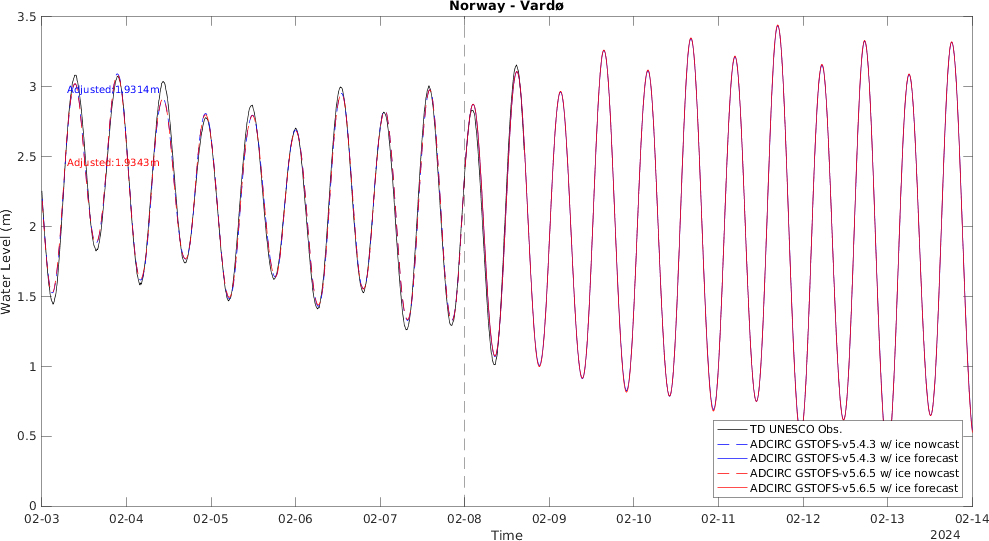 Norway - Vardø
3.5
3
2.5
2
1.5
1
0.5
0
Water Level (m)
Adjusted:1.9314m
Adjusted:1.9343m
TD UNESCO Obs.
ADCIRC GSTOFS-v5.4.3 w/ ice nowcast
ADCIRC GSTOFS-v5.4.3 w/ ice forecast
ADCIRC GSTOFS-v5.6.5 w/ ice nowcast
ADCIRC GSTOFS-v5.6.5 w/ ice forecast
02-03 02-04 02-05 02-06 02-07 02-08 02-09 02-10 02-11 02-12 02-13 02-14
Time
2024